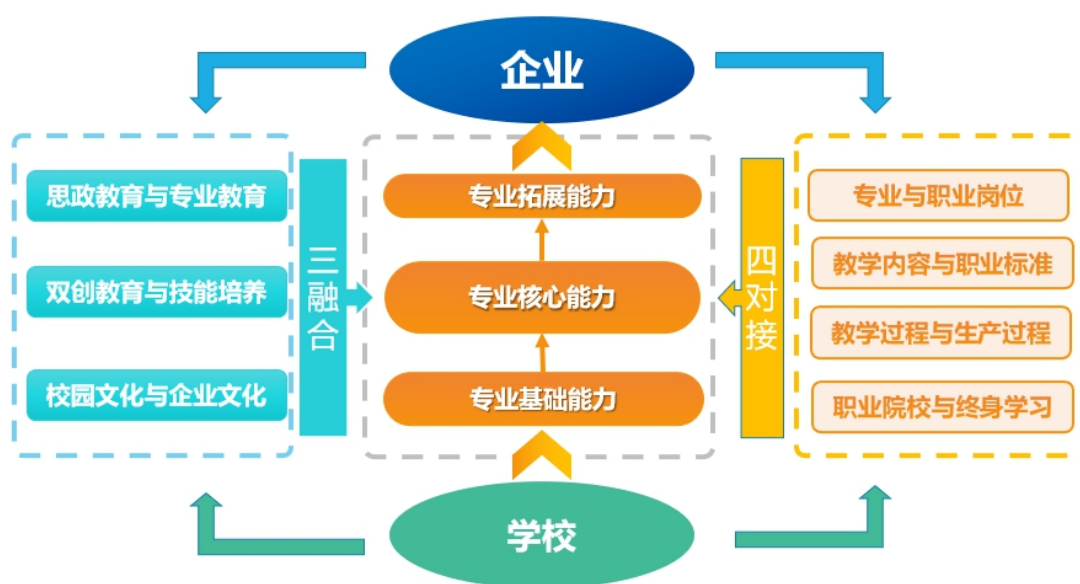 企业
思政教育与专业教育
双创教育与技能培养
校园文化与企业文化
三融合
专业拓展能力
专业核心能力
专业基础能力
四对接
专业与职业岗位
教学内容与职业标准
教学过程与生产过程
职业院校与终身学习
学校